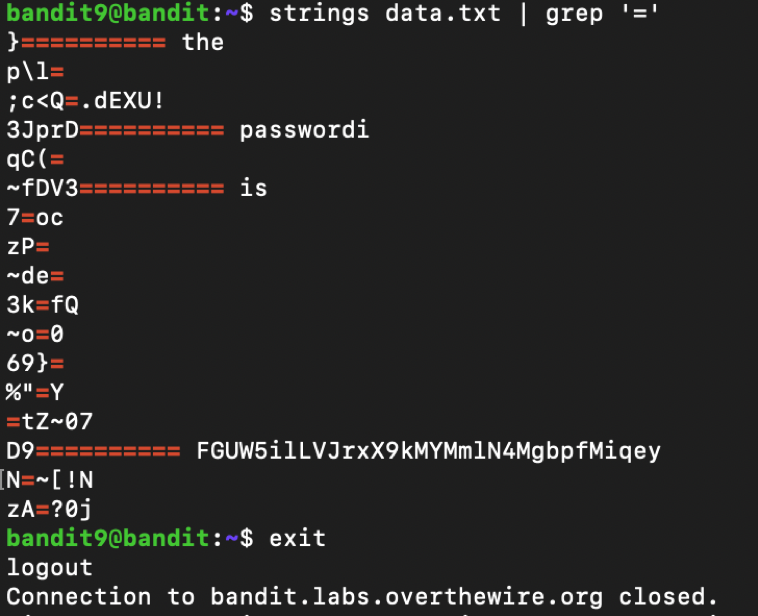 bandit9@bandit:~$ strings data.txt | grep '='
}========== the
p\l=
;c<Q=.dEXU!
3JprD========== passwordi
qC(=
~fDV3========== is
7=oc
zP=
~de=
3k=fQ
~o=0
69}=
%"=Y
=tZ~07
D9========== FGUW5ilLVJrxX9kMYMmlN4MgbpfMiqey
N=~[!N
zA=?0j
bandit9@bandit:~$ exit
logout
Connection to bandit.labs.overthewire.org closed.